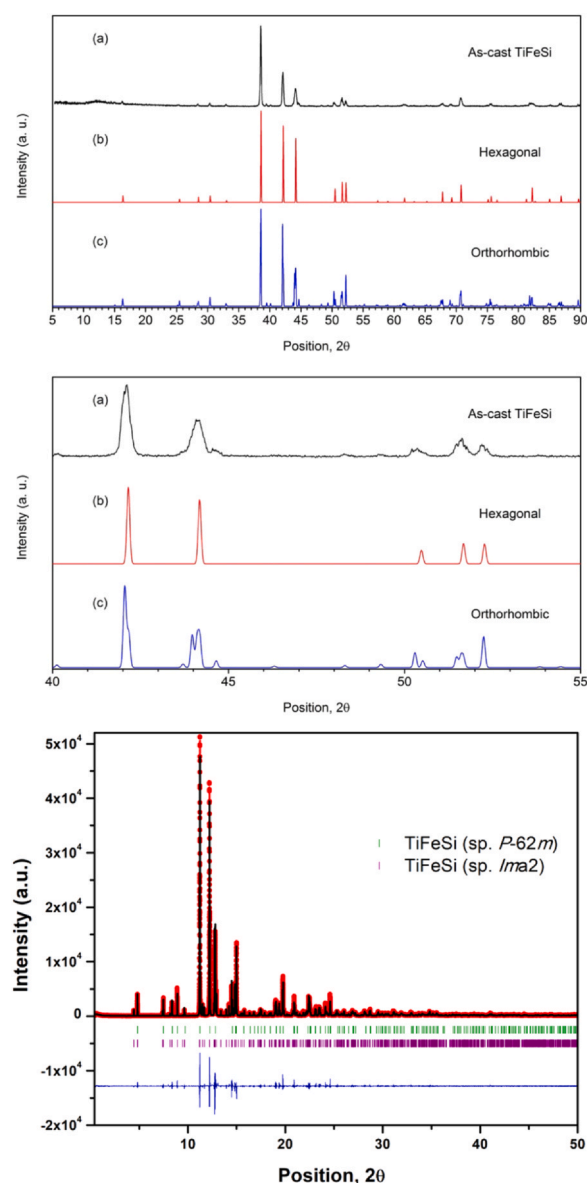 (a)
As-cast TiFeSi
(b)
Hexagonal
(c)
Orthorhombic
Intensity (a. u.)
5 10 15 20 25 30 35 40 45 50 55 60 65 70 75 80 85 90
Position, 2θ
(a)
As-cast TiFeSi
(b)
Hexagonal
(c)
Orthorhombic
Intensity (a. u.)
40 45 50 55
Position, 2θ
5x10⁴
4x10⁴
3x10⁴
2x10⁴
1x10⁴
0
-1x10⁴
-2x10⁴
Intensity (a.u.)
TiFeSi (sp. P-62m)
TiFeSi (sp. Ima2)
10 20 30 40 50
Position, 2θ